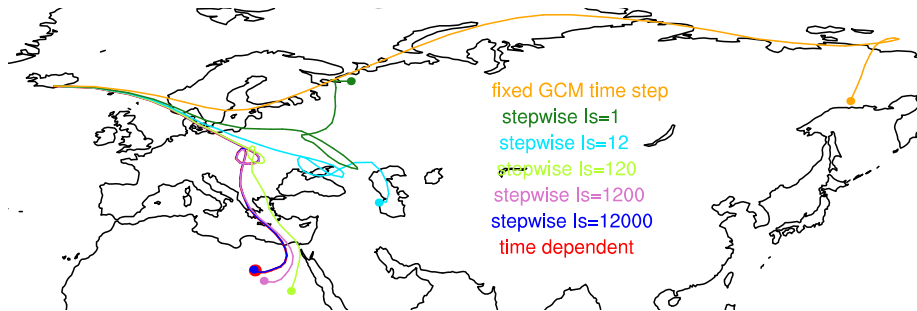 fixed GCM time step
stepwise ls=1
stepwise ls=12
stepwise ls=120
stepwise ls=1200
stepwise ls=12000
time dependent